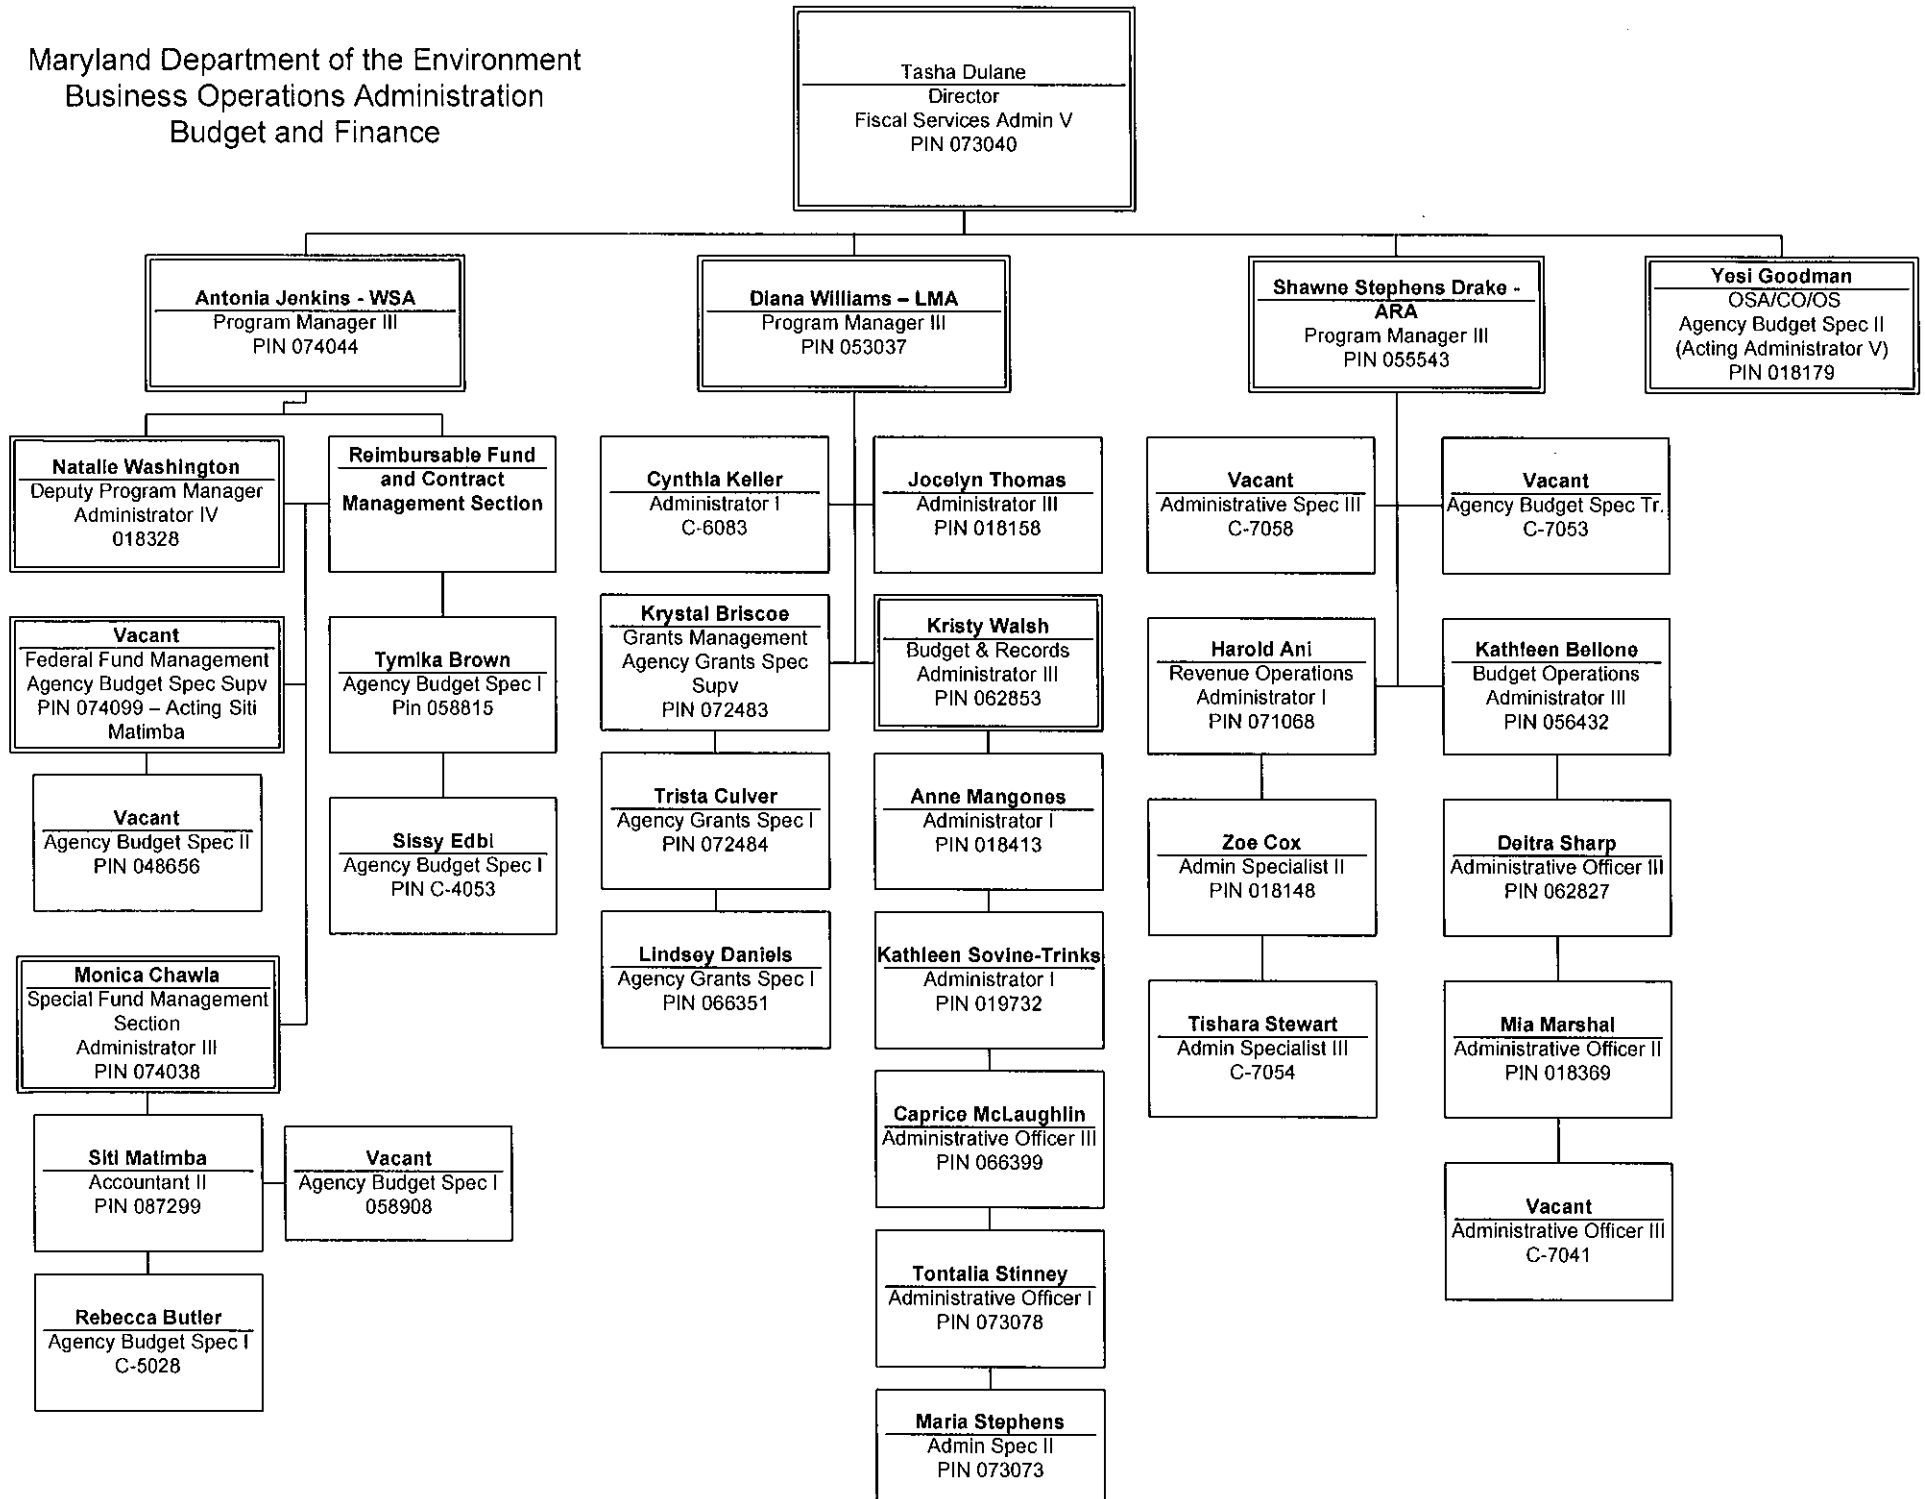 Maryland Department of the Environment
Business Operations Administration
Budget and Finance
Tasha Dulane
Director
Fiscal Services Admin V
PIN 073040
Antonia Jenkins - WSA
Program Manager III
PIN 074044
Diana Williams – LMA
Program Manager III
PIN 053037
Shawne Stephens Drake -
ARA
Program Manager III
PIN 055543
Yesi Goodman
OSA/CO/OS
Agency Budget Spec II
(Acting Administrator V)
PIN 018179
Natalie Washington
Deputy Program Manager
Administrator IV
018328
Reimbursable Fund
and Contract
Management Section
Cynthia Keller
Administrator I
C-6083
Jocelyn Thomas
Administrator III
PIN 018158
Vacant
Administrative Spec III
C-7058
Vacant
Agency Budget Spec Tr.
C-7053
Vacant
Federal Fund Management
Agency Budget Spec Supv
PIN 074099 – Acting Siti
Matimba
Tymika Brown
Agency Budget Spec I
Pin 058815
Krystal Briscoe
Grants Management
Agency Grants Spec
Supv
PIN 072483
Kristy Walsh
Budget & Records
Administrator III
PIN 062853
Harold Ani
Revenue Operations
Administrator I
PIN 071068
Kathleen Bellone
Budget Operations
Administrator III
PIN 056432
Vacant
Agency Budget Spec II
PIN 048656
Sissy Edbi
Agency Budget Spec I
PIN C-4053
Trista Culver
Agency Grants Spec I
PIN 072484
Anne Mangones
Administrator I
PIN 018413
Zoe Cox
Admin Specialist II
PIN 018148
Deitra Sharp
Administrative Officer III
PIN 062827
Monica Chawla
Special Fund Management
Section
Administrator III
PIN 074038
Lindsey Daniels
Agency Grants Spec I
PIN 066351
Kathleen Sovine-Trinks
Administrator I
PIN 019732
Tishara Stewart
Admin Specialist III
C-7054
Mia Marshal
Administrative Officer II
PIN 018369
Siti Matimba
Accountant II
PIN 087299
Vacant
Agency Budget Spec I
058908
Caprice McLaughlin
Administrative Officer III
PIN 066399
Vacant
Administrative Officer III
C-7041
Rebecca Butler
Agency Budget Spec I
C-5028
Tontalia Stinney
Administrative Officer I
PIN 073078
Maria Stephens
Admin Spec II
PIN 073073